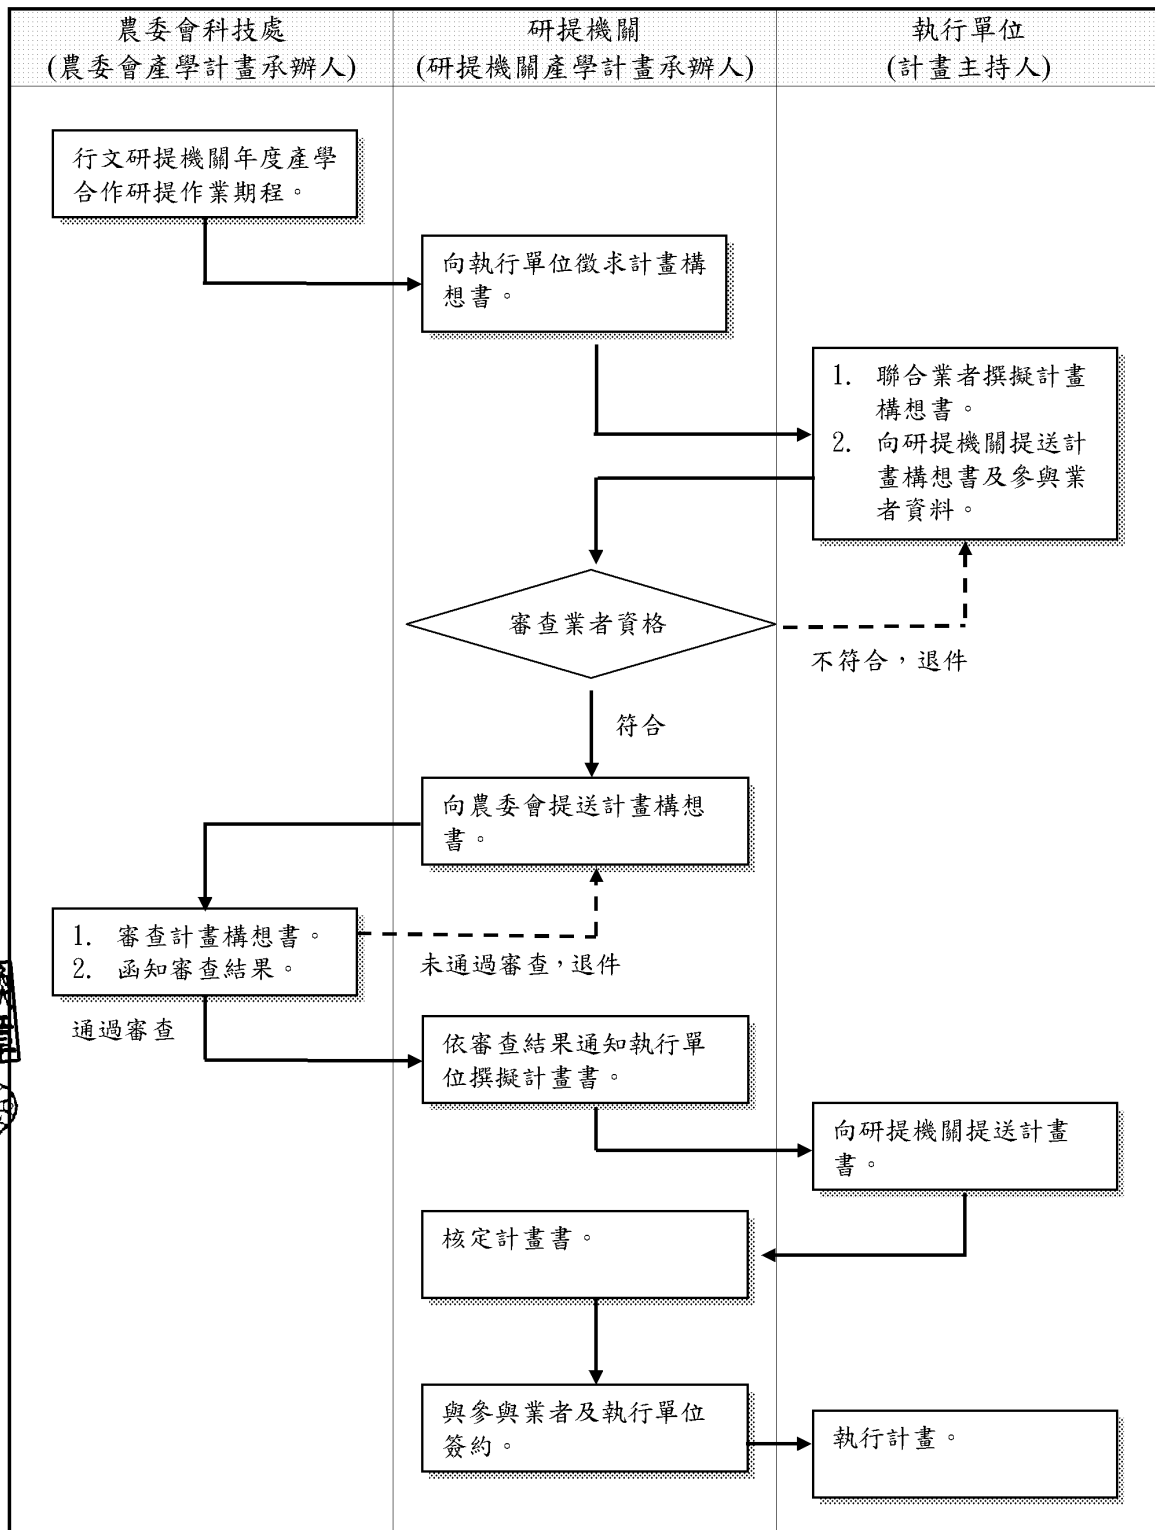 農委會科技處
(農委會產學計畫承辦人)
研提機關
(研提機關產學計畫承辦人)
執行單位
(計畫主持人)
行文研提機關年度產學
合作研提作業期程。
向執行單位徵求計畫構
想書。
1. 聯合業者撰擬計畫
構想書。
2. 向研提機關提送計
畫構想書及參與業
者資料。
審查業者資格
不符合，退件
符合
向農委會提送計畫構想
書。
1. 審查計畫構想書。
2. 函知審查結果。
未通過審查，退件
通過審查
依審查結果通知執行單
位撰擬計畫書。
向研提機關提送計畫
書。
核定計畫書。
與參與業者及執行單位
簽約。
執行計畫。